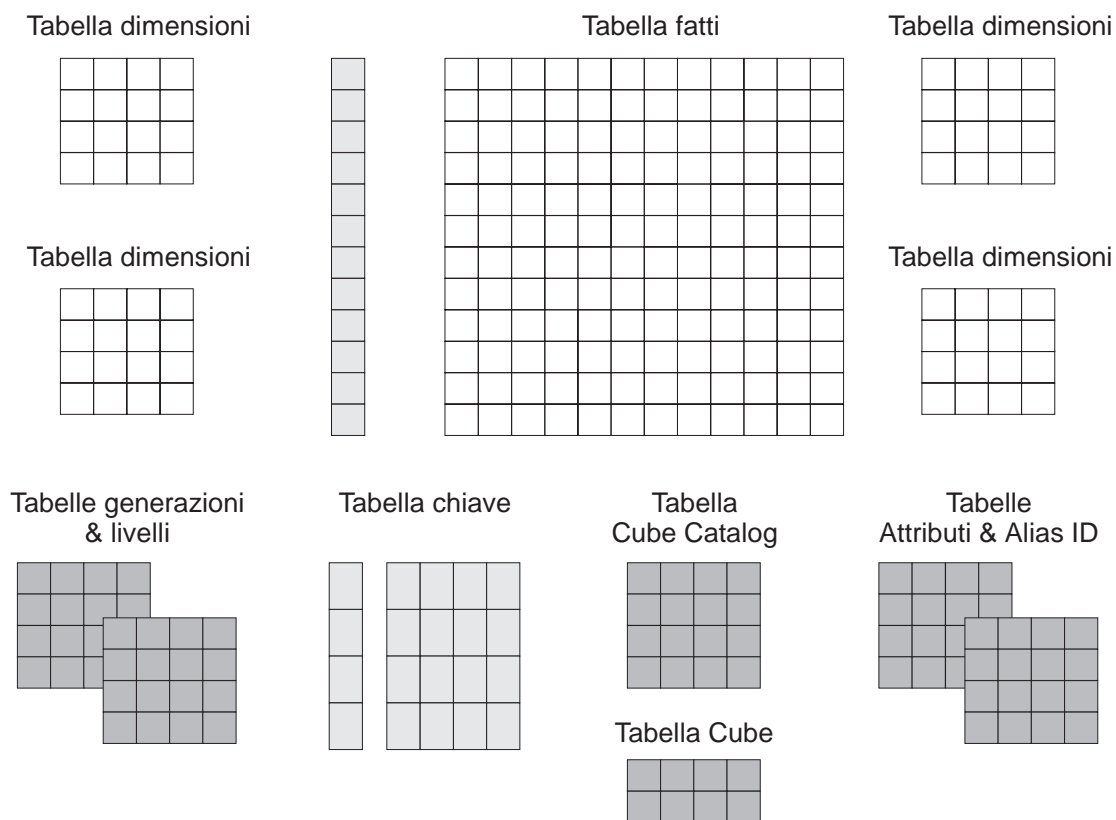 Tabella dimensioni
Tabella fatti
Tabella dimensioni
Tabella dimensioni
Tabella dimensioni
Tabelle generazioni
& livelli
Tabella chiave
Tabella
Cube Catalog
Tabelle
Attributi & Alias ID
Tabella Cube